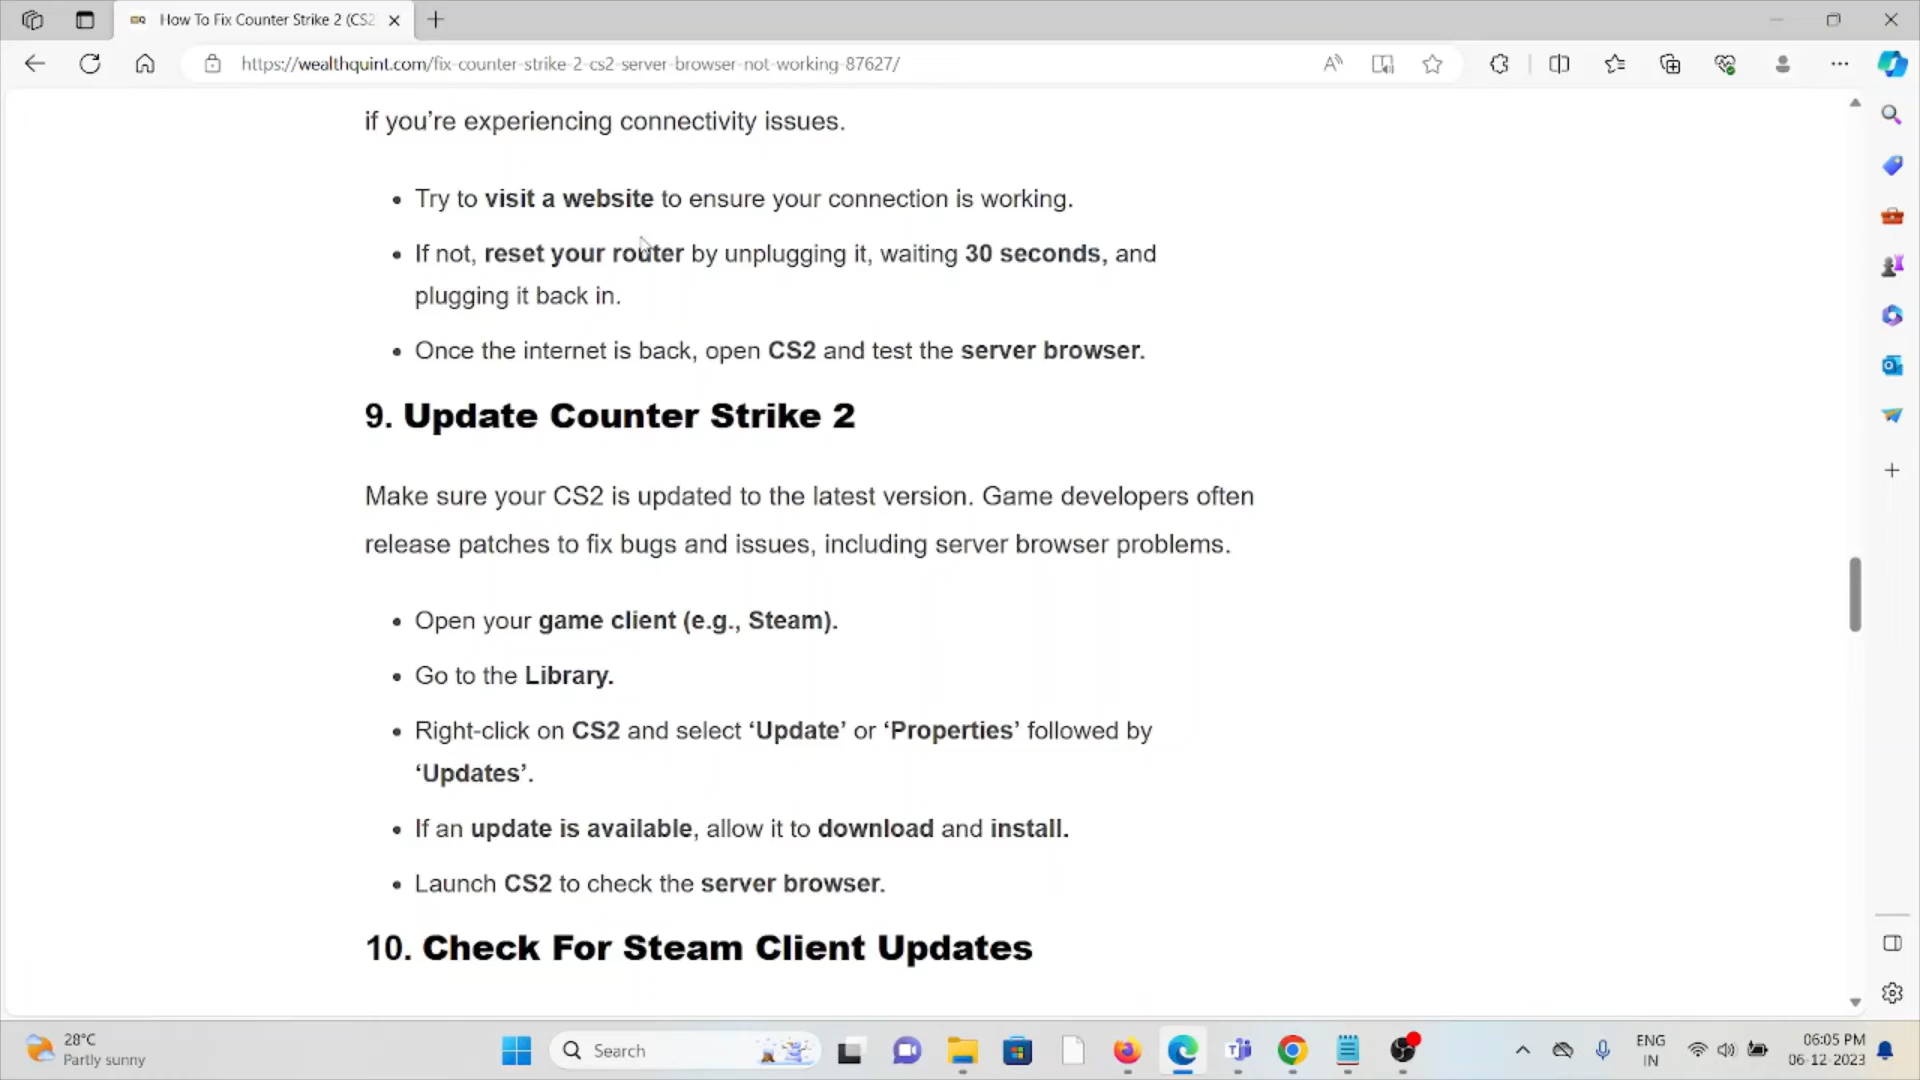 How To Fix Counter Strike 2 (CS2
https://wealthquint.com/fix-counter-strike-2-cs2-server-browser-not-working-87627/
if you’re experiencing connectivity issues.
• Try to visit a website to ensure your connection is working.
• If not, reset your router by unplugging it, waiting 30 seconds, and
plugging it back in.
• Once the internet is back, open CS2 and test the server browser.
9. Update Counter Strike 2
Make sure your CS2 is updated to the latest version. Game developers often
release patches to fix bugs and issues, including server browser problems.
• Open your game client (e.g., Steam).
• Go to the Library.
• Right-click on CS2 and select ‘Update’ or ‘Properties’ followed by
‘Updates’.
• If an update is available, allow it to download and install.
• Launch CS2 to check the server browser.
10. Check For Steam Client Updates
28°C
Partly sunny
Search
ENG
IN
06:05 PM
06-12-2023